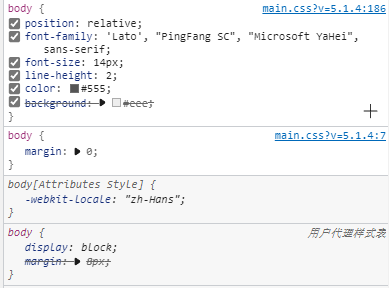 body {
main.css?v=5.1.4:186
position: relative;
font-family: 'Lato', "PingFang SC", "Microsoft YaHei",
sans-serif;
font-size: 14px;
line-height: 2;
color: #555;
background: #eee;
}
body {
main.css?v=5.1.4:7
margin: 0;
}
body[Attributes Style] {
-webkit-locale: "zh-Hans";
}
body {
用户代理样式表
display: block;
margin: 8px;
}